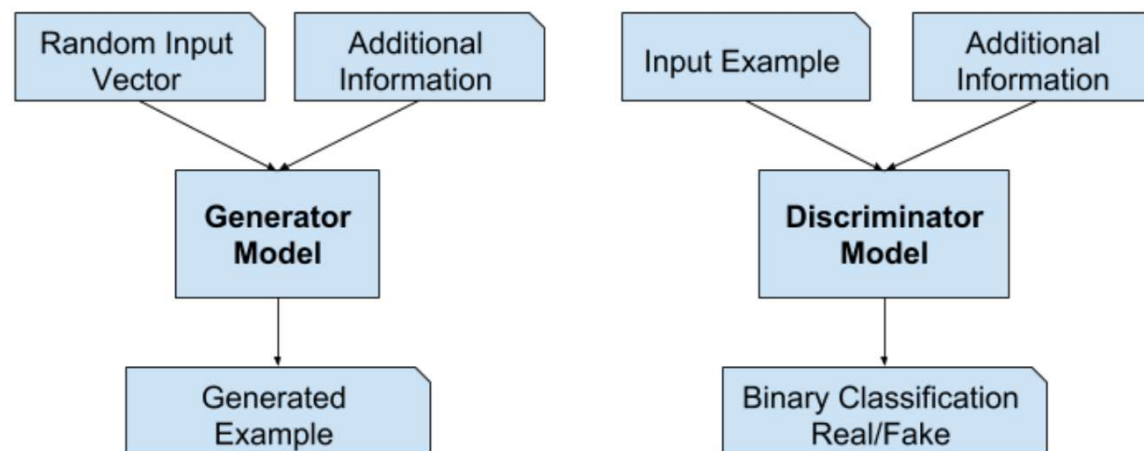 Random Input
Vector
Additional
Information
Input Example
Additional
Information
Generator
Model
Discriminator
Model
Generated
Example
Binary Classification
Real/Fake